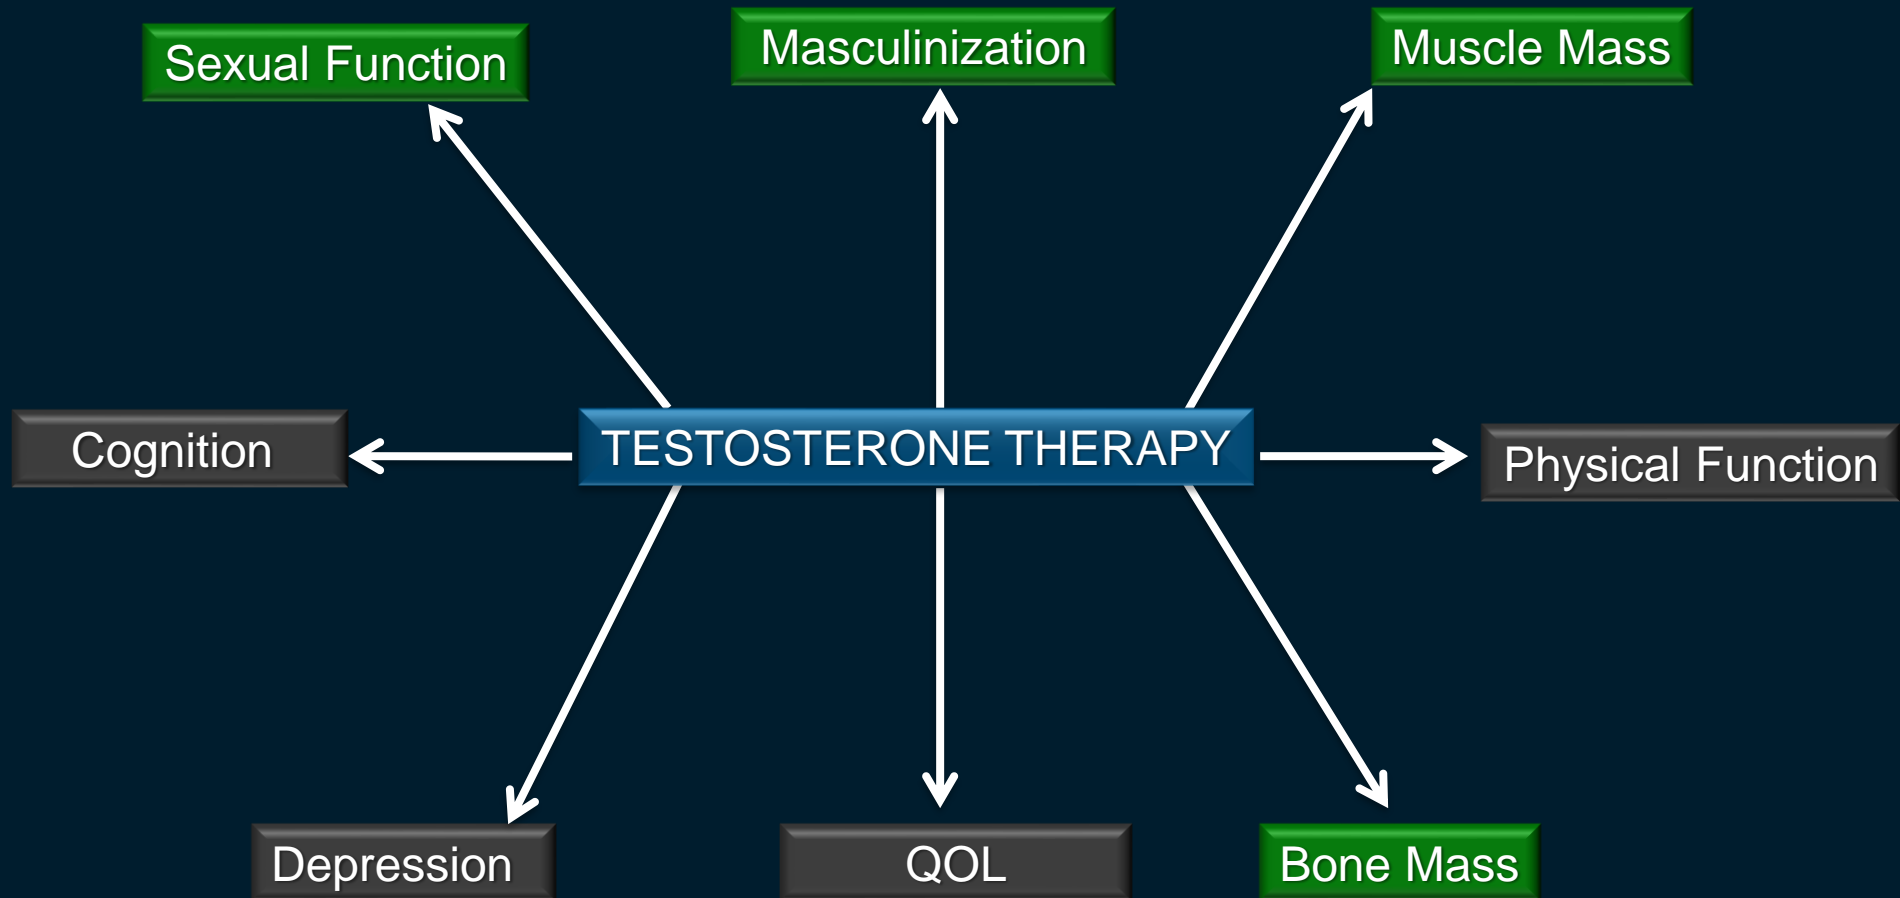 Sexual Function
Masculinization
Muscle Mass
Cognition
TESTOSTERONE THERAPY
Physical Function
Depression
QOL
Bone Mass